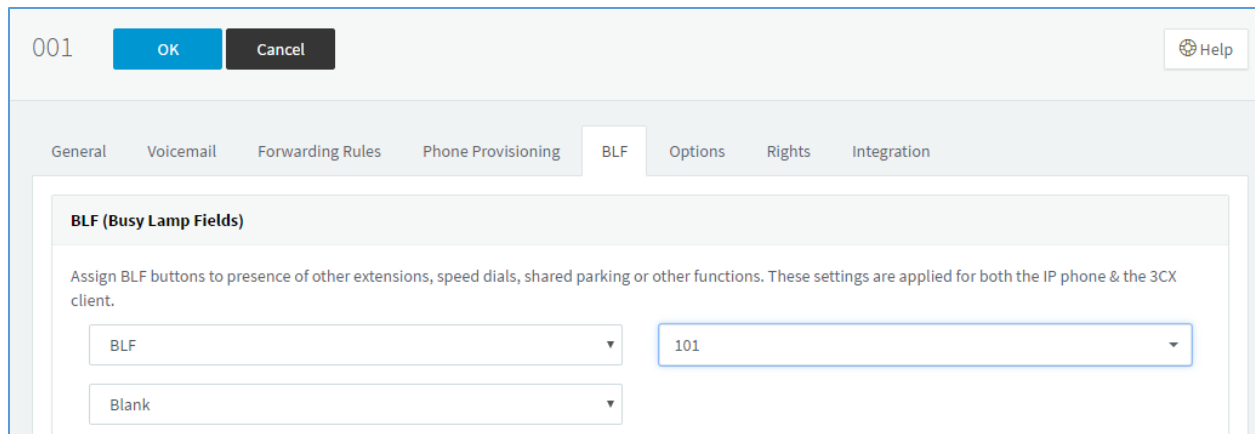 001 OK Cancel Help
General Voicemail Forwarding Rules Phone Provisioning BLF Options Rights Integration
BLF (Busy Lamp Fields)
Assign BLF buttons to presence of other extensions, speed dials, shared parking or other functions. These settings are applied for both the IP phone & the 3CX
client.
BLF 101
Blank